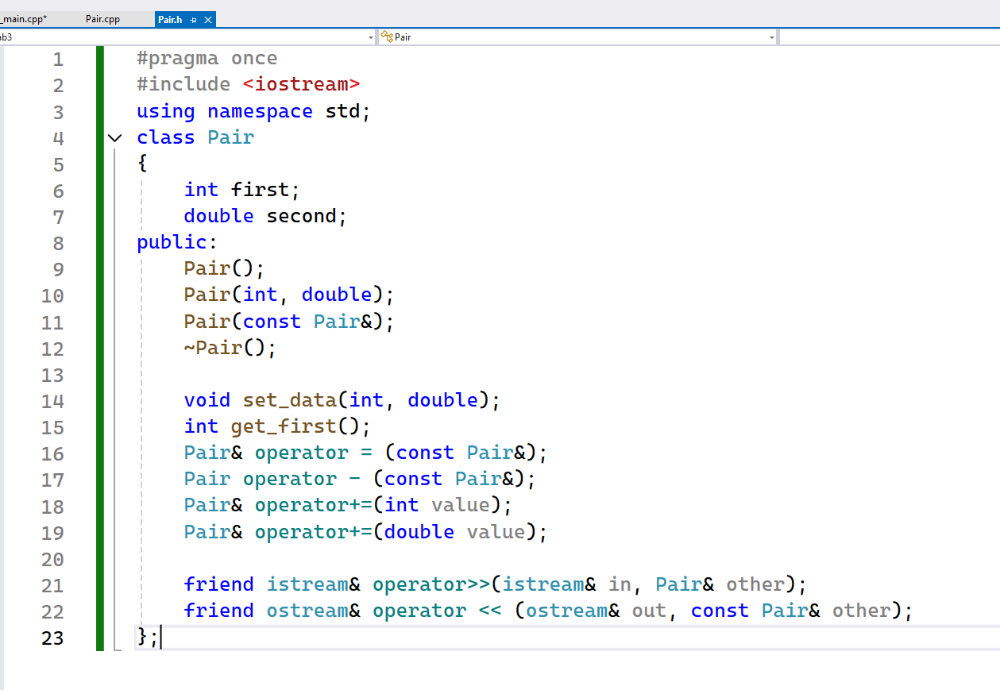 _main.cpp* Pair.cpp Pair.h
ab3 Pair
1 #pragma once
2 #include <iostream>
3 using namespace std;
4 class Pair
5 {
6     int first;
7     double second;
8 public:
9     Pair();
10     Pair(int, double);
11     Pair(const Pair&);
12     ~Pair();
13
14     void set_data(int, double);
15     int get_first();
16     Pair& operator = (const Pair&);
17     Pair operator - (const Pair&);
18     Pair& operator+=(int value);
19     Pair& operator+=(double value);
20
21     friend istream& operator>>(istream& in, Pair& other);
22     friend ostream& operator << (ostream& out, const Pair& other);
23 };